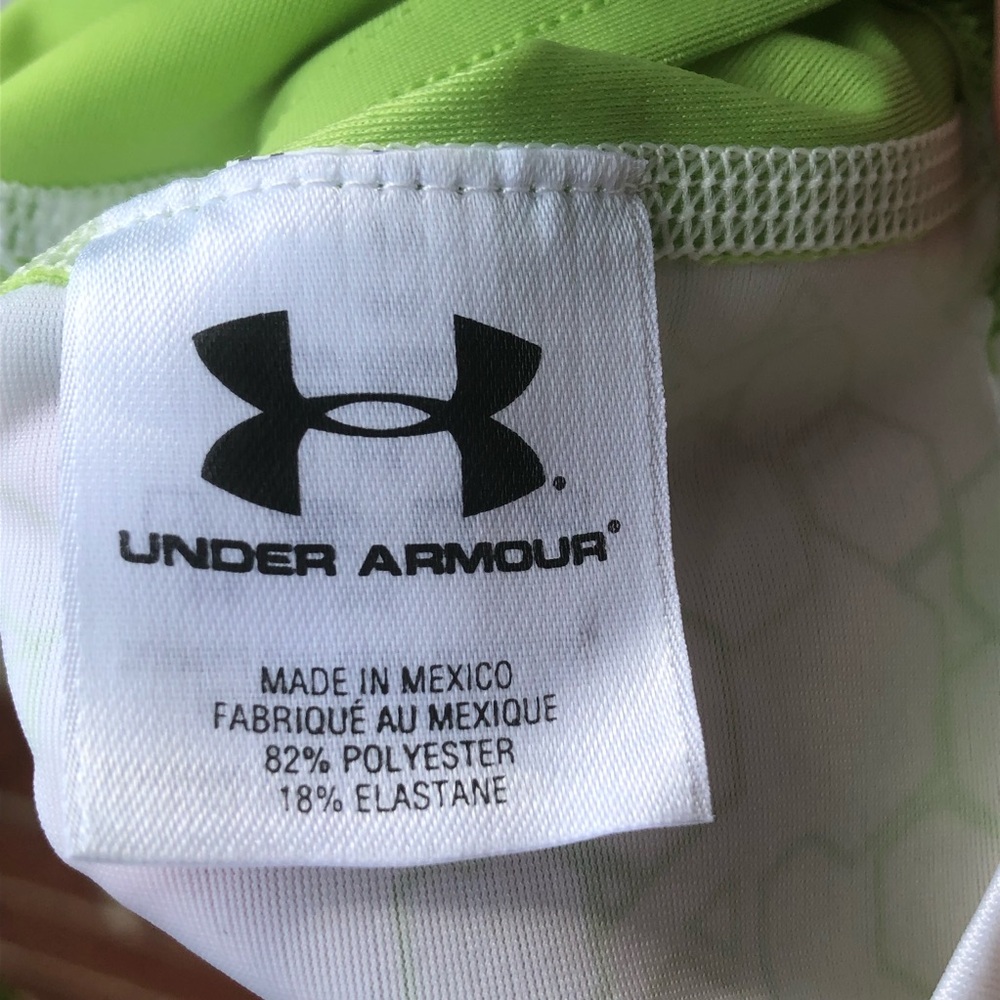 UNDER ARMOUR®
MADE IN MEXICO
FABRIQUÉ AU MEXIQUE
82% POLYESTER
18% ELASTANE